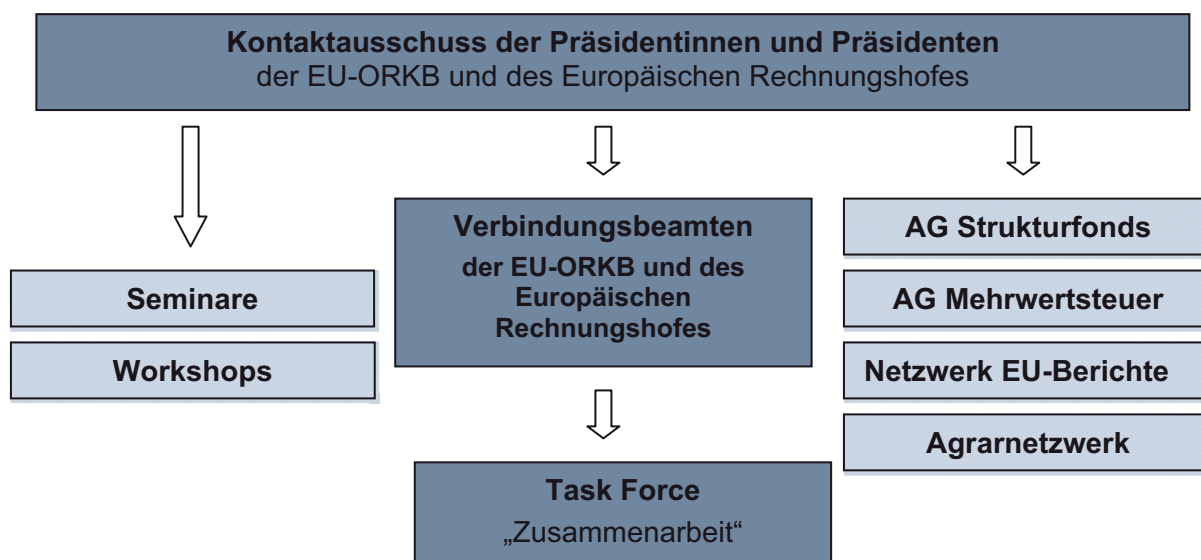 Kontaktausschuss der Präsidentinnen und Präsidenten
der EU-ORKB und des Europäischen Rechnungshofes
Seminare
Workshops
Verbindungsbeamten
der EU-ORKB und des
Europäischen
Rechnungshofes
Task Force
„Zusammenarbeit“
AG Strukturfonds
AG Mehrwertsteuer
Netzwerk EU-Berichte
Agrarnetzwerk